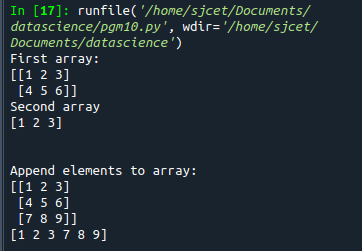 In [17]: runfile('/home/sjcet/Documents/
datascience/pgm10.py', wdir='/home/sjcet/
Documents/datascience')
First array:
[[1 2 3]
 [4 5 6]]
Second array
[1 2 3]
Append elements to array:
[[1 2 3]
 [4 5 6]
 [7 8 9]]
[1 2 3 7 8 9]